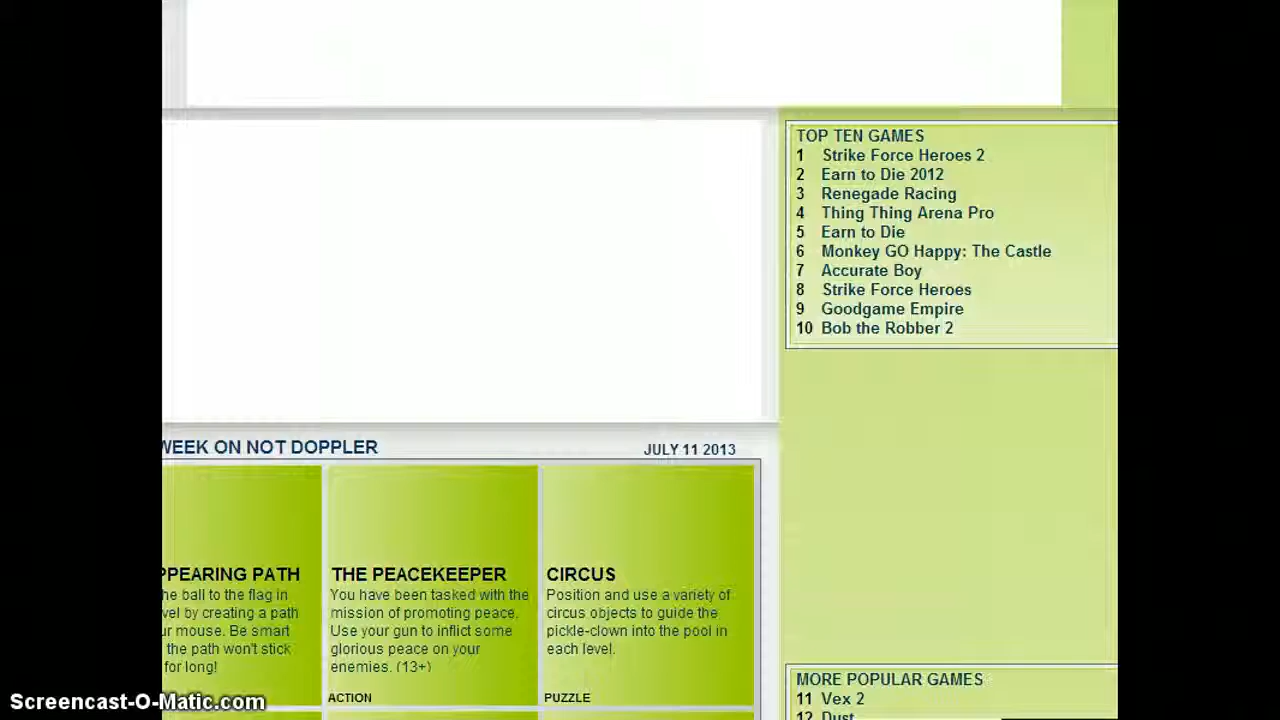 TOP TEN GAMES
1 Strike Force Heroes 2
2 Earn to Die 2012
3 Renegade Racing
4 Thing Thing Arena Pro
5 Earn to Die
6 Monkey GO Happy: The Castle
7 Accurate Boy
8 Strike Force Heroes
9 Goodgame Empire
10 Bob the Robber 2
WEEK ON NOT DOPPLER
JULY 11 2013
PPEARING PATH
he ball to the flag in
vel by creating a path
ur mouse. Be smart
the path won't stick
for long!
THE PEACEKEEPER
You have been tasked with the
mission of promoting peace.
Use your gun to inflict some
glorious peace on your
enemies. (13+)
ACTION
CIRCUS
Position and use a variety of
circus objects to guide the
pickle-clown into the pool in
each level.
PUZZLE
MORE POPULAR GAMES
11 Vex 2
12 Dust
Screencast-O-Matic.com